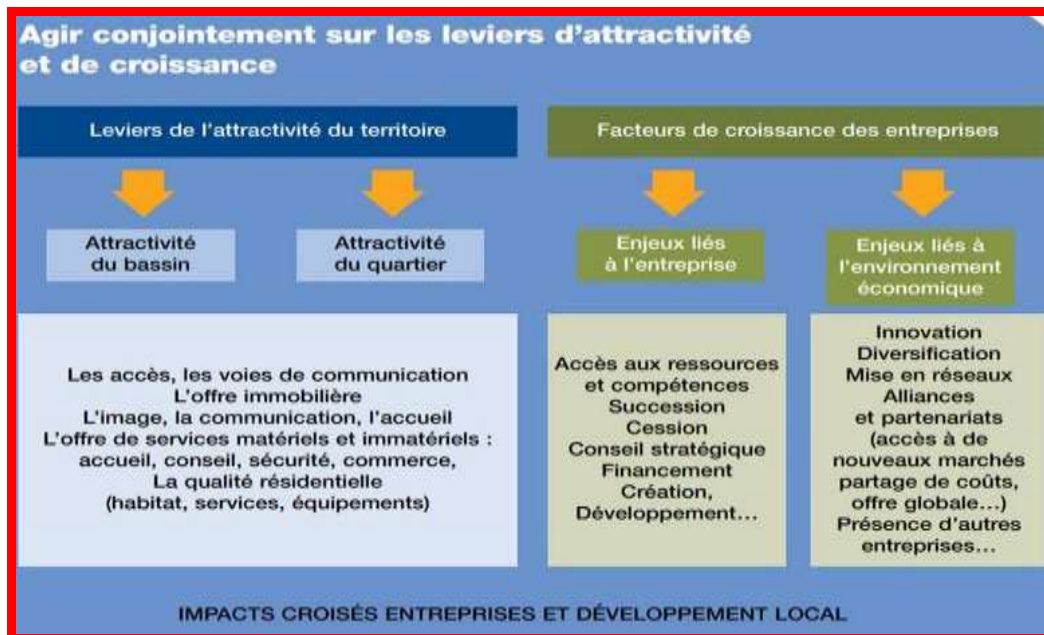 Agir conjointement sur les leviers d'attractivité
et de croissance
Leviers de l'attractivité du territoire
Facteurs de croissance des entreprises
Attractivité
du bassin
Attractivité
du quartier
Enjeux liés
à l'entreprise
Enjeux liés à
l'environnement
économique
Les accès, les voies de communication
L'offre immobilière
L'image, la communication, l'accueil
L'offre de services matériels et immatériels :
accueil, conseil, sécurité, commerce,
La qualité résidentielle
(habitat, services, équipements)
Accès aux ressources
et compétences
Succession
Cession
Conseil stratégique
Financement
Création,
Développement...
Innovation
Diversification
Mise en réseaux
Alliances
et partenariats
(accès à de
nouveaux marchés
partage de coûts,
offre globale...)
Présence d'autres
entreprises...
IMPACTS CROISÉS ENTREPRISES ET DÉVELOPPEMENT LOCAL